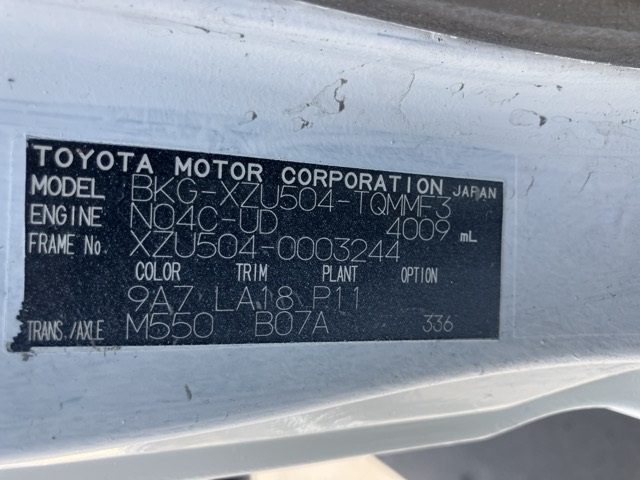 TOYOTA MOTOR CORPORATION JAPAN
MODEL BKG-XZU504-TQMMF3
ENGINE N04C-UD 4009 mL
FRAME No. XZU504-0003244
COLOR TRIM PLANT OPTION
9A7 LA18 P11
TRANS./AXLE M550 B07A 336